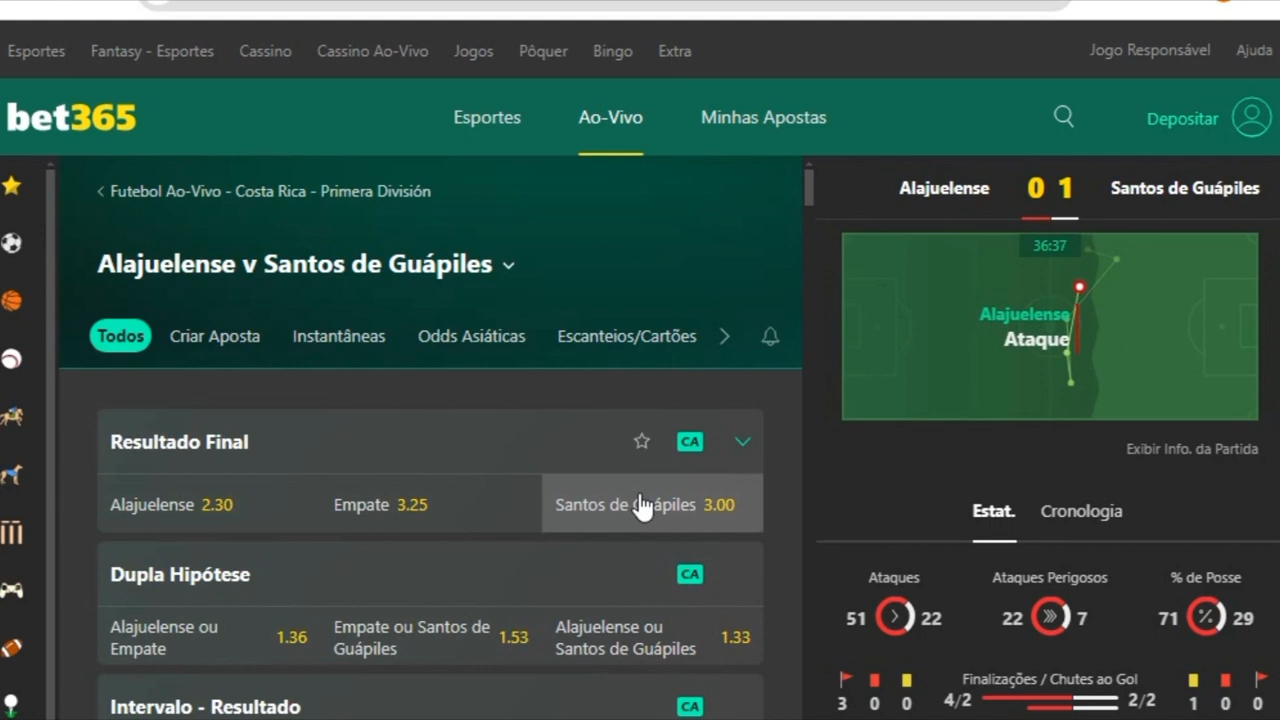 Esportes Fantasy - Esportes Cassino Cassino Ao-Vivo Jogos Pôquer Bingo Extra Jogo Responsável Ajuda
bet365 Esportes Ao-Vivo Minhas Apostas Depositar
< Futebol Ao-Vivo - Costa Rica - Primera División
Alajuelense v Santos de Guápiles
Todos Criar Aposta Instantâneas Odds Asiáticas Escanteios/Cartões
Resultado Final CA
Alajuelense 2.30 Empate 3.25 Santos de Guápiles 3.00
Dupla Hipótese CA
Alajuelense ou Empate 1.36 Empate ou Santos de Guápiles 1.53 Alajuelense ou Santos de Guápiles 1.33
Intervalo - Resultado CA
Alajuelense 0 1 Santos de Guápiles
36:37
Alajuelense
Ataque
Exibir Info. da Partida
Estat. Cronologia
Ataques Ataques Perigosos % de Posse
51 22 22 7 71 % 29
Finalizações / Chutes ao Gol
3 0 0 4/2 2/2 1 0 0